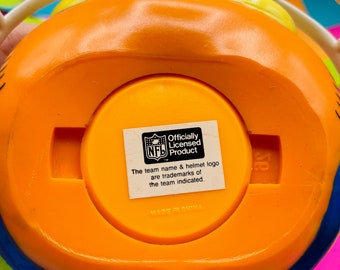 NFL
Officially
Licensed
Product
The team name & helmet logo
are trademarks of
the team indicated.